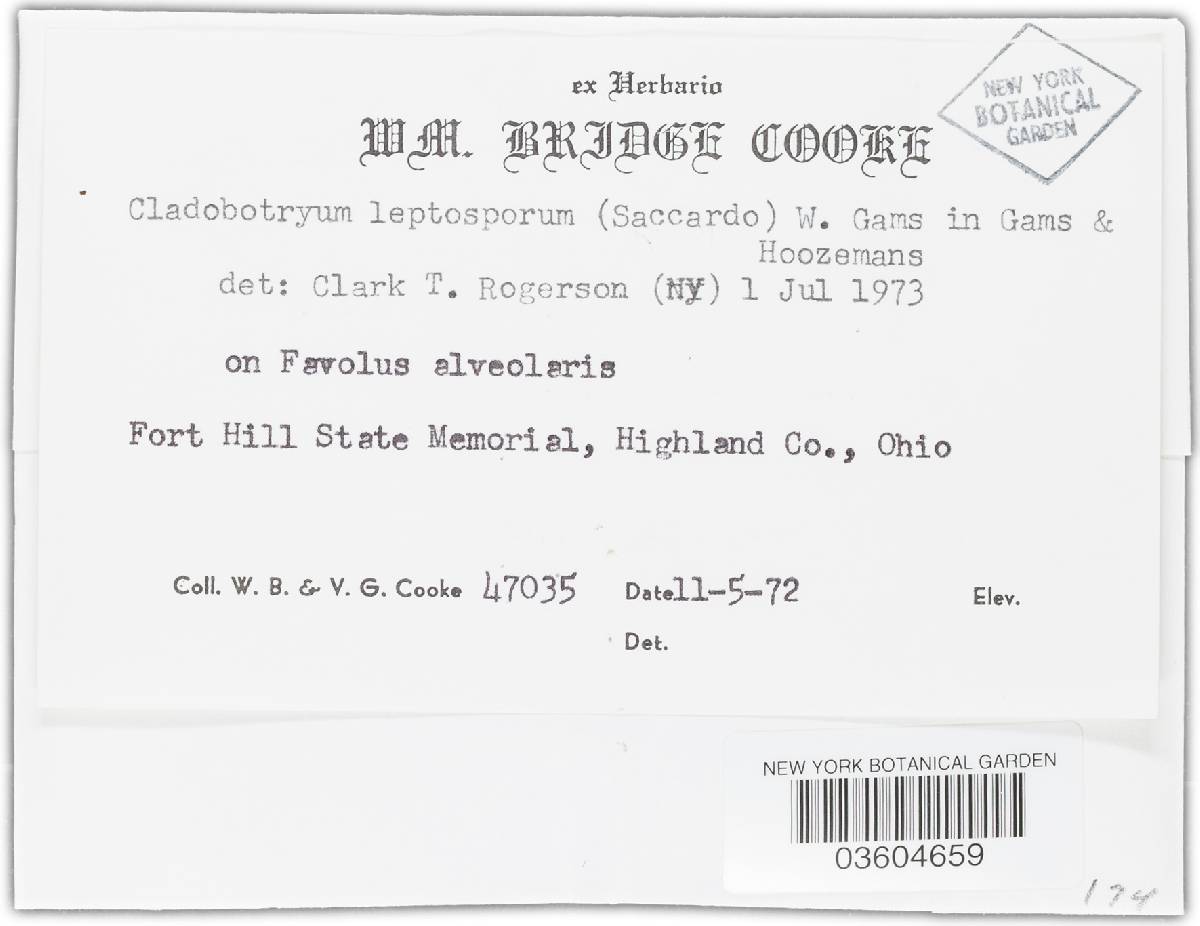 ex Herbario
WM. BRIDGE COOKE
NEW YORK
BOTANICAL
GARDEN
Cladobotryum leptosporum (Saccardo) W. Gams in Gams &
Hoozemans
det: Clark T. Rogerson (NY) 1 Jul 1973
on Favolus alveolaris
Fort Hill State Memorial, Highland Co., Ohio
Coll. W. B. & V. G. Cooke 47035 Date 11-5-72 Elev.
Det.
NEW YORK BOTANICAL GARDEN
03604659
174